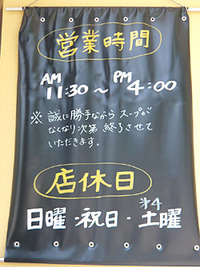 営業時間
AM 11:30〜PM 4:00
※誠に勝手ながらスープが
なくなり次第終了させて
いただきます。
店休日
日曜・祝日・第4土曜